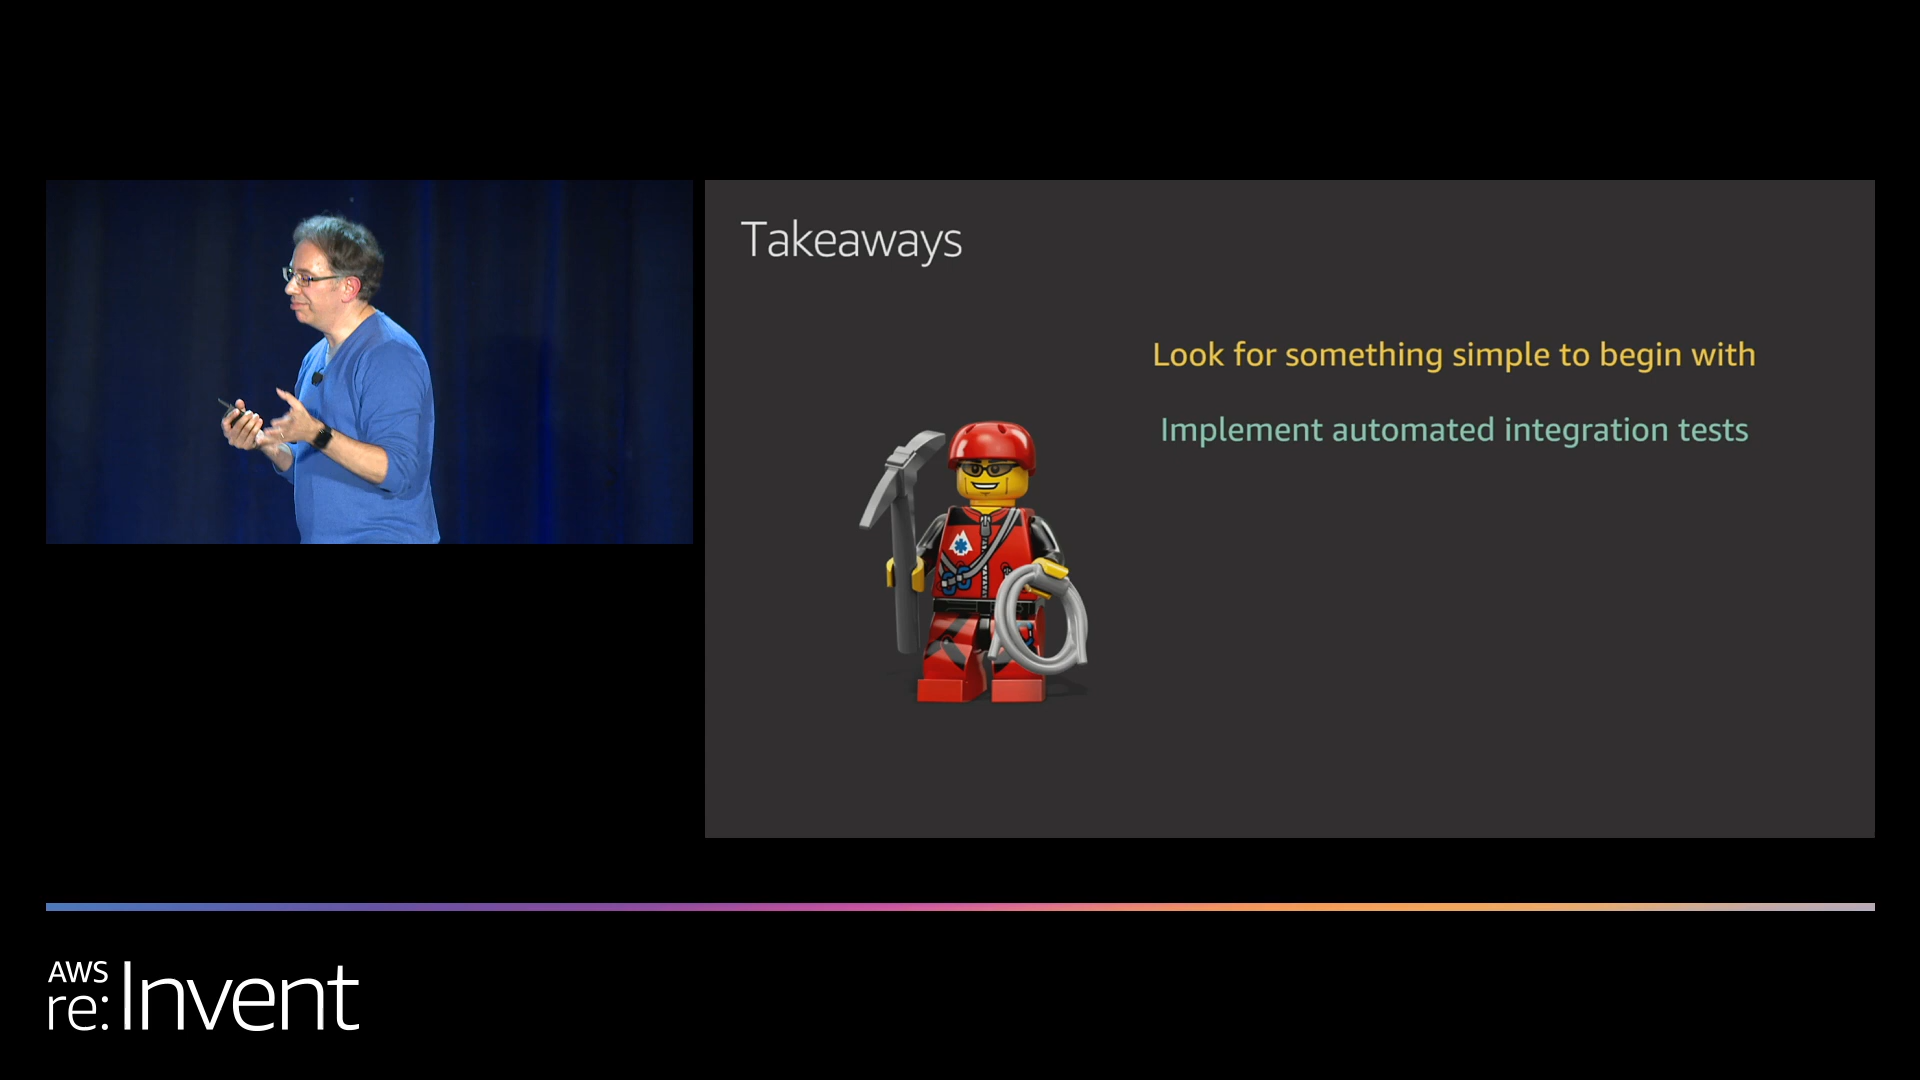 Takeaways
Look for something simple to begin with
Implement automated integration tests
AWS
re:Invent